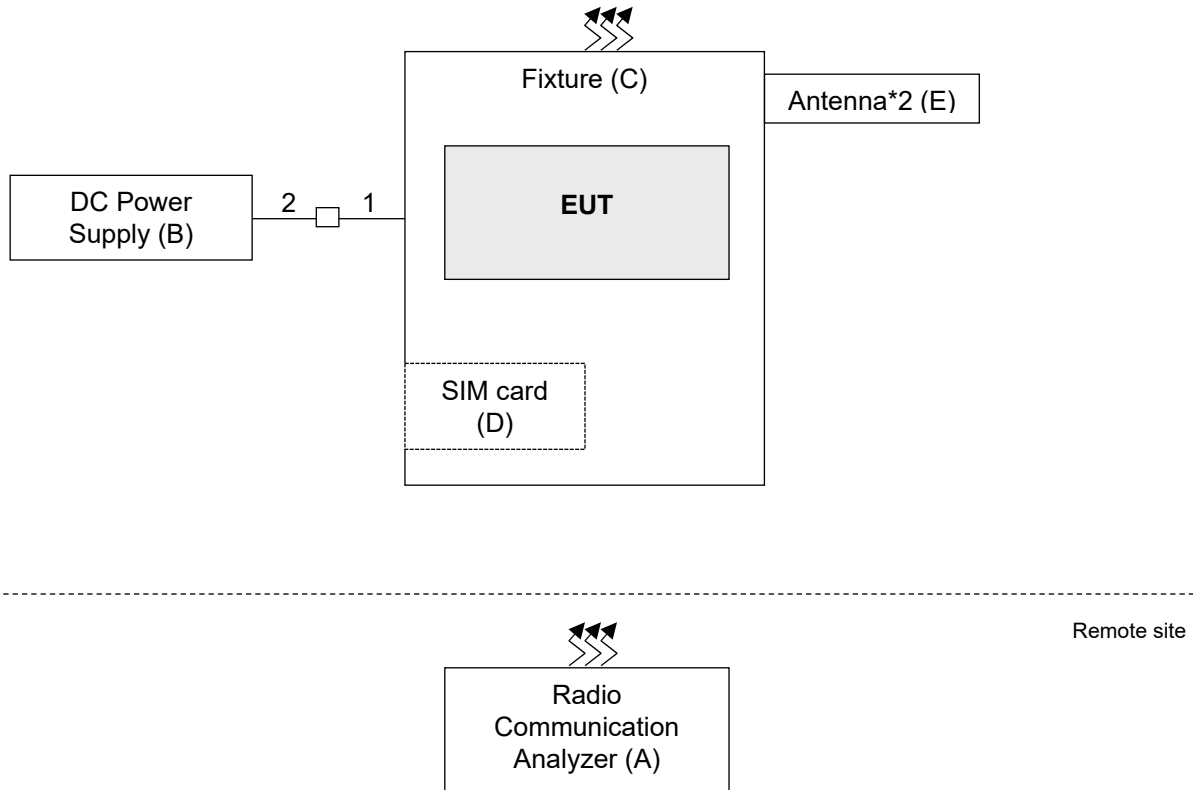 Fixture (C)
Antenna*2 (E)
EUT
DC Power
Supply (B)
2
1
SIM card
(D)
Remote site
Radio
Communication
Analyzer (A)